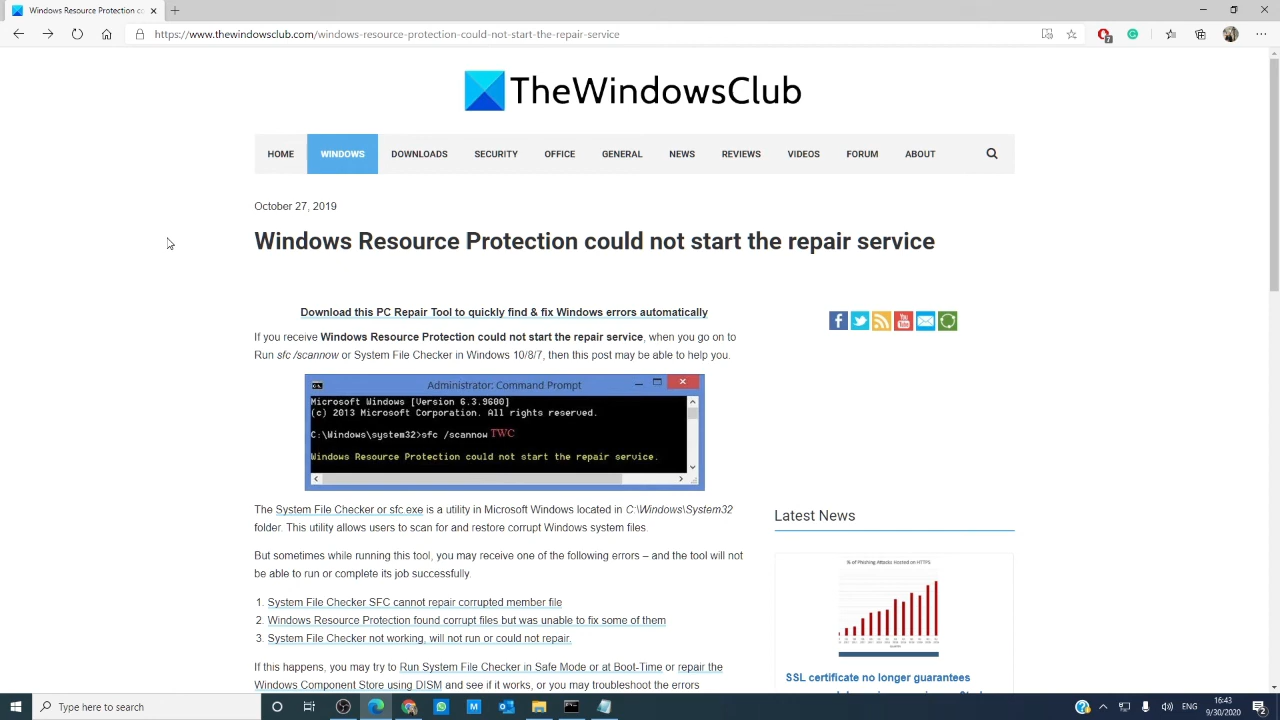 Windows Resource Protection co
https://www.thewindowsclub.com/windows-resource-protection-could-not-start-the-repair-service
7
TheWindowsClub
HOME WINDOWS DOWNLOADS SECURITY OFFICE GENERAL NEWS REVIEWS VIDEOS FORUM ABOUT
October 27, 2019
Windows Resource Protection could not start the repair service
Download this PC Repair Tool to quickly find & fix Windows errors automatically
If you receive Windows Resource Protection could not start the repair service, when you go on to
Run sfc /scannow or System File Checker in Windows 10/8/7, then this post may be able to help you.
Administrator: Command Prompt
Microsoft Windows [Version 6.3.9600]
(c) 2013 Microsoft Corporation. All rights reserved.
C:\Windows\system32>sfc /scannow TWC
Windows Resource Protection could not start the repair service.
The System File Checker or sfc.exe is a utility in Microsoft Windows located in C:\Windows\System32
folder. This utility allows users to scan for and restore corrupt Windows system files.
But sometimes while running this tool, you may receive one of the following errors – and the tool will not
be able to run or complete its job successfully.
1. System File Checker SFC cannot repair corrupted member file
2. Windows Resource Protection found corrupt files but was unable to fix some of them
3. System File Checker not working, will not run or could not repair.
If this happens, you may try to Run System File Checker in Safe Mode or at Boot-Time or repair the
Windows Component Store using DISM and see if it works, or you may troubleshoot the errors
You Tube
Latest News
% of Phishing Attacks Hosted on HTTPS
SSL certificate no longer guarantees
Type here to search
16:43
9/30/2020